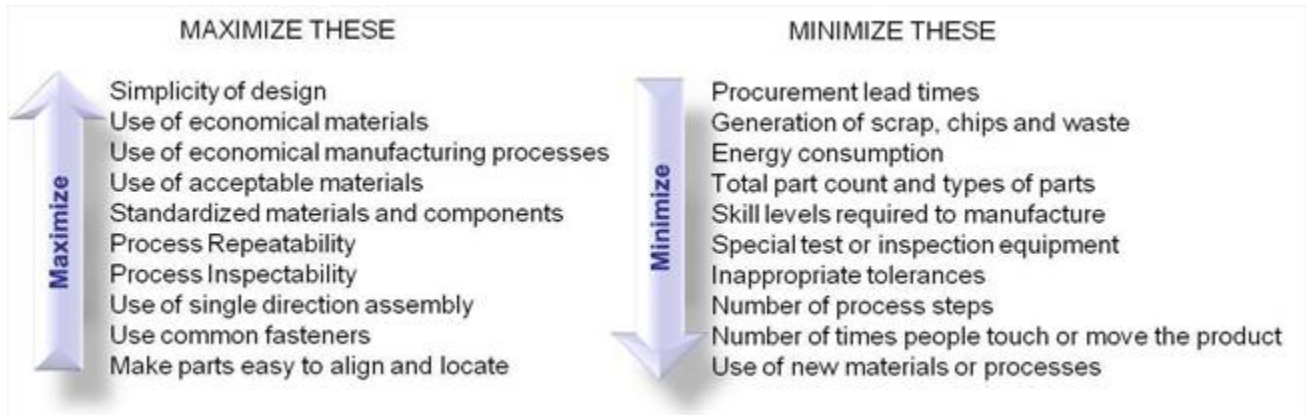 MAXIMIZE THESE
Maximize
Simplicity of design
Use of economical materials
Use of economical manufacturing processes
Use of acceptable materials
Standardized materials and components
Process Repeatability
Process Inspectability
Use of single direction assembly
Use common fasteners
Make parts easy to align and locate
MINIMIZE THESE
Minimize
Procurement lead times
Generation of scrap, chips and waste
Energy consumption
Total part count and types of parts
Skill levels required to manufacture
Special test or inspection equipment
Inappropriate tolerances
Number of process steps
Number of times people touch or move the product
Use of new materials or processes